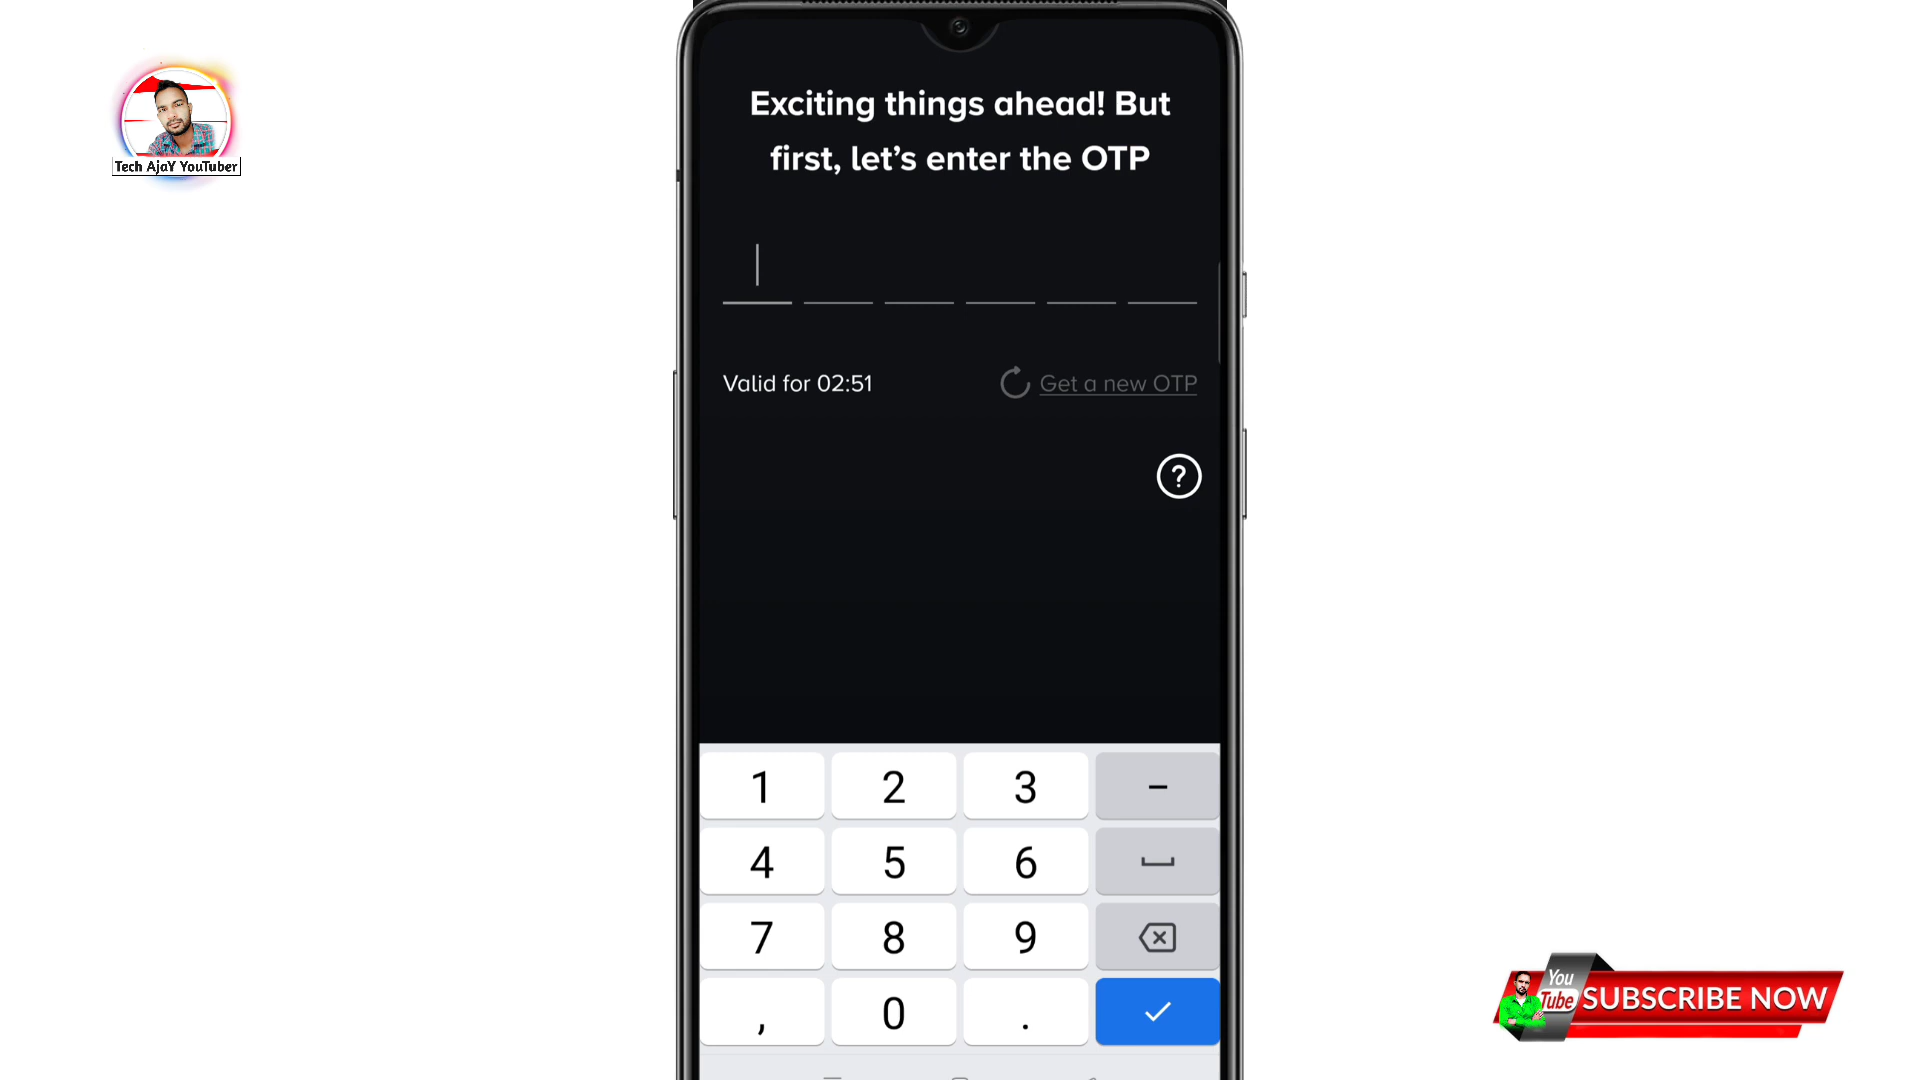 Exciting things ahead! But
first, let's enter the OTP
Tech AjaY YouTuber
Valid for 02:51
Get a new OTP
?
1 2 3 –
4 5 6
7 8 9
, 0 .
You
Tube
SUBSCRIBE NOW